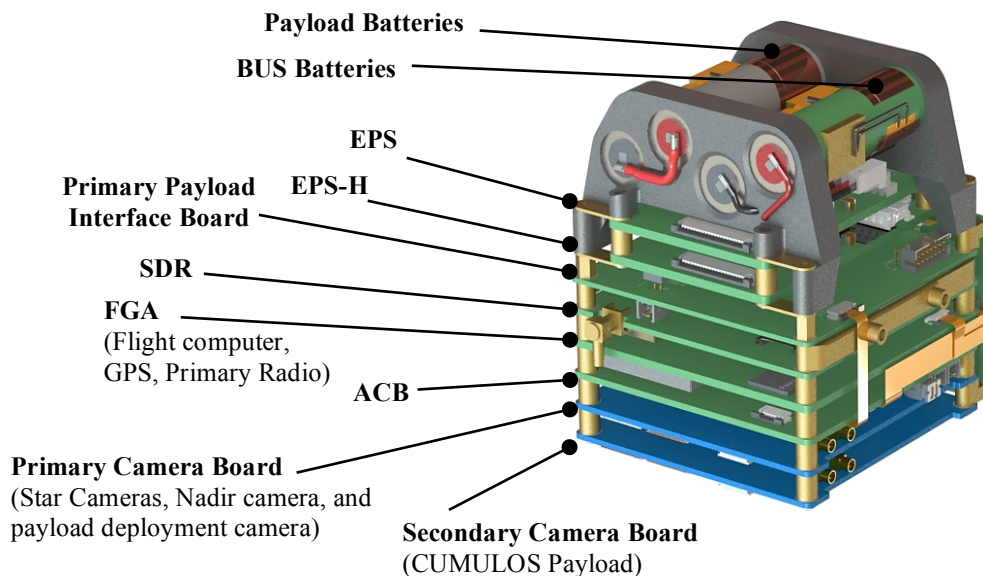 Payload Batteries
BUS Batteries
EPS
EPS-H
Primary Payload
Interface Board
SDR
FGA
(Flight computer,
GPS, Primary Radio)
ACB
Primary Camera Board
(Star Cameras, Nadir camera, and
payload deployment camera)
Secondary Camera Board
(CUMULOS Payload)